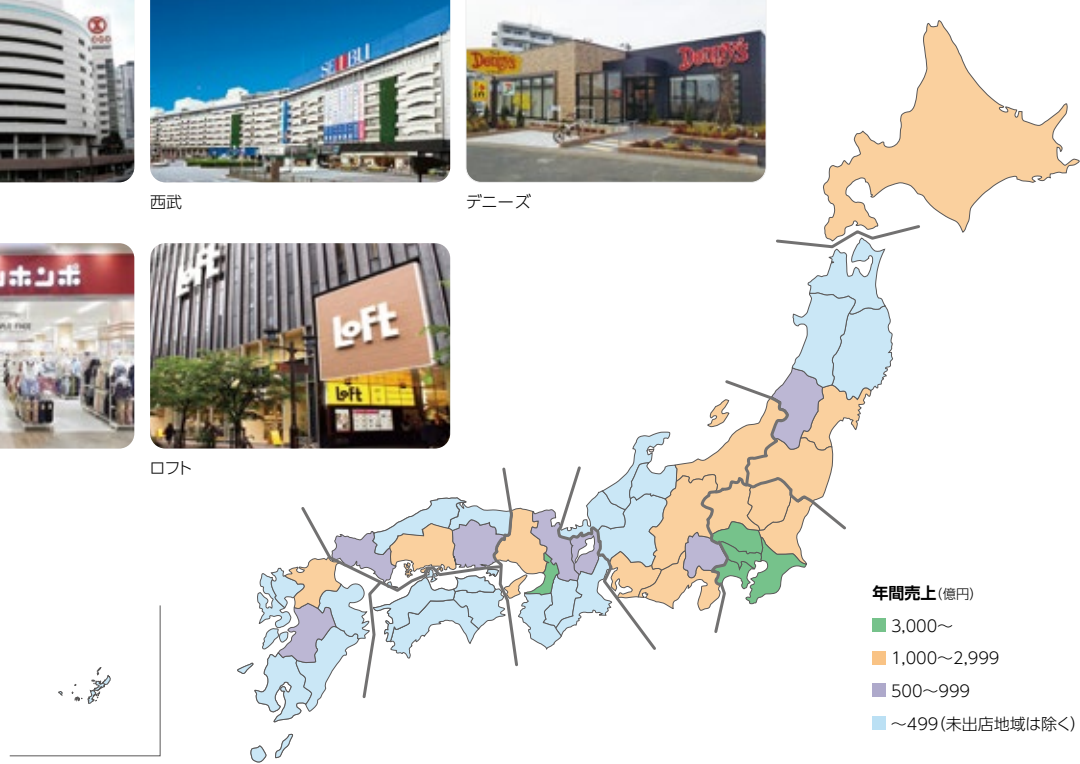 SEIBU
Denny's
Denny's
西武
デニーズ
ホンポ
Loft
LoFt
Loft
ロフト
年間売上(億円)
3,000～
1,000～2,999
500～999
～499(未出店地域は除く)